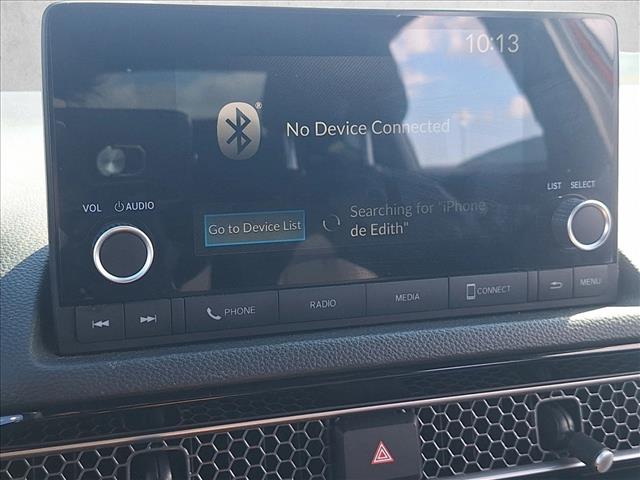 10:13
®
No Device Connected
LIST SELECT
VOL AUDIO
Go to Device List
Searching for "iPhone
de Edith"
PHONE
RADIO
MEDIA
CONNECT
MENU